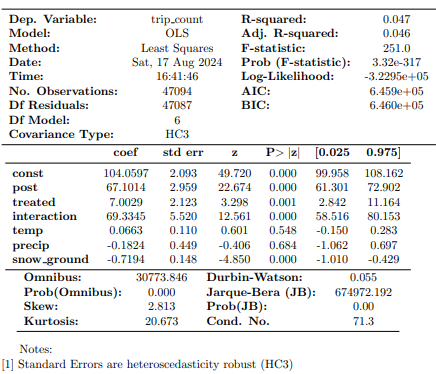 Dep. Variable: trip_count R-squared: 0.047
Model: OLS Adj. R-squared: 0.046
Method: Least Squares F-statistic: 251.0
Date: Sat, 17 Aug 2024 Prob (F-statistic): 3.32e-317
Time: 16:41:46 Log-Likelihood: -3.2295e+05
No. Observations: 47094 AIC: 6.459e+05
Df Residuals: 47087 BIC: 6.460e+05
Df Model: 6
Covariance Type: HC3
coef std err z P> |z| [0.025 0.975]
const 104.0597 2.093 49.720 0.000 99.958 108.162
post 67.1014 2.959 22.674 0.000 61.301 72.902
treated 7.0029 2.123 3.298 0.001 2.842 11.164
interaction 69.3345 5.520 12.561 0.000 58.516 80.153
temp 0.0663 0.110 0.601 0.548 -0.150 0.283
precip -0.1824 0.449 -0.406 0.684 -1.062 0.697
snow_ground -0.7194 0.148 -4.850 0.000 -1.010 -0.429
Omnibus: 30773.846 Durbin-Watson: 0.055
Prob(Omnibus): 0.000 Jarque-Bera (JB): 674972.192
Skew: 2.813 Prob(JB): 0.00
Kurtosis: 20.673 Cond. No. 71.3
Notes:
[1] Standard Errors are heteroscedasticity robust (HC3)